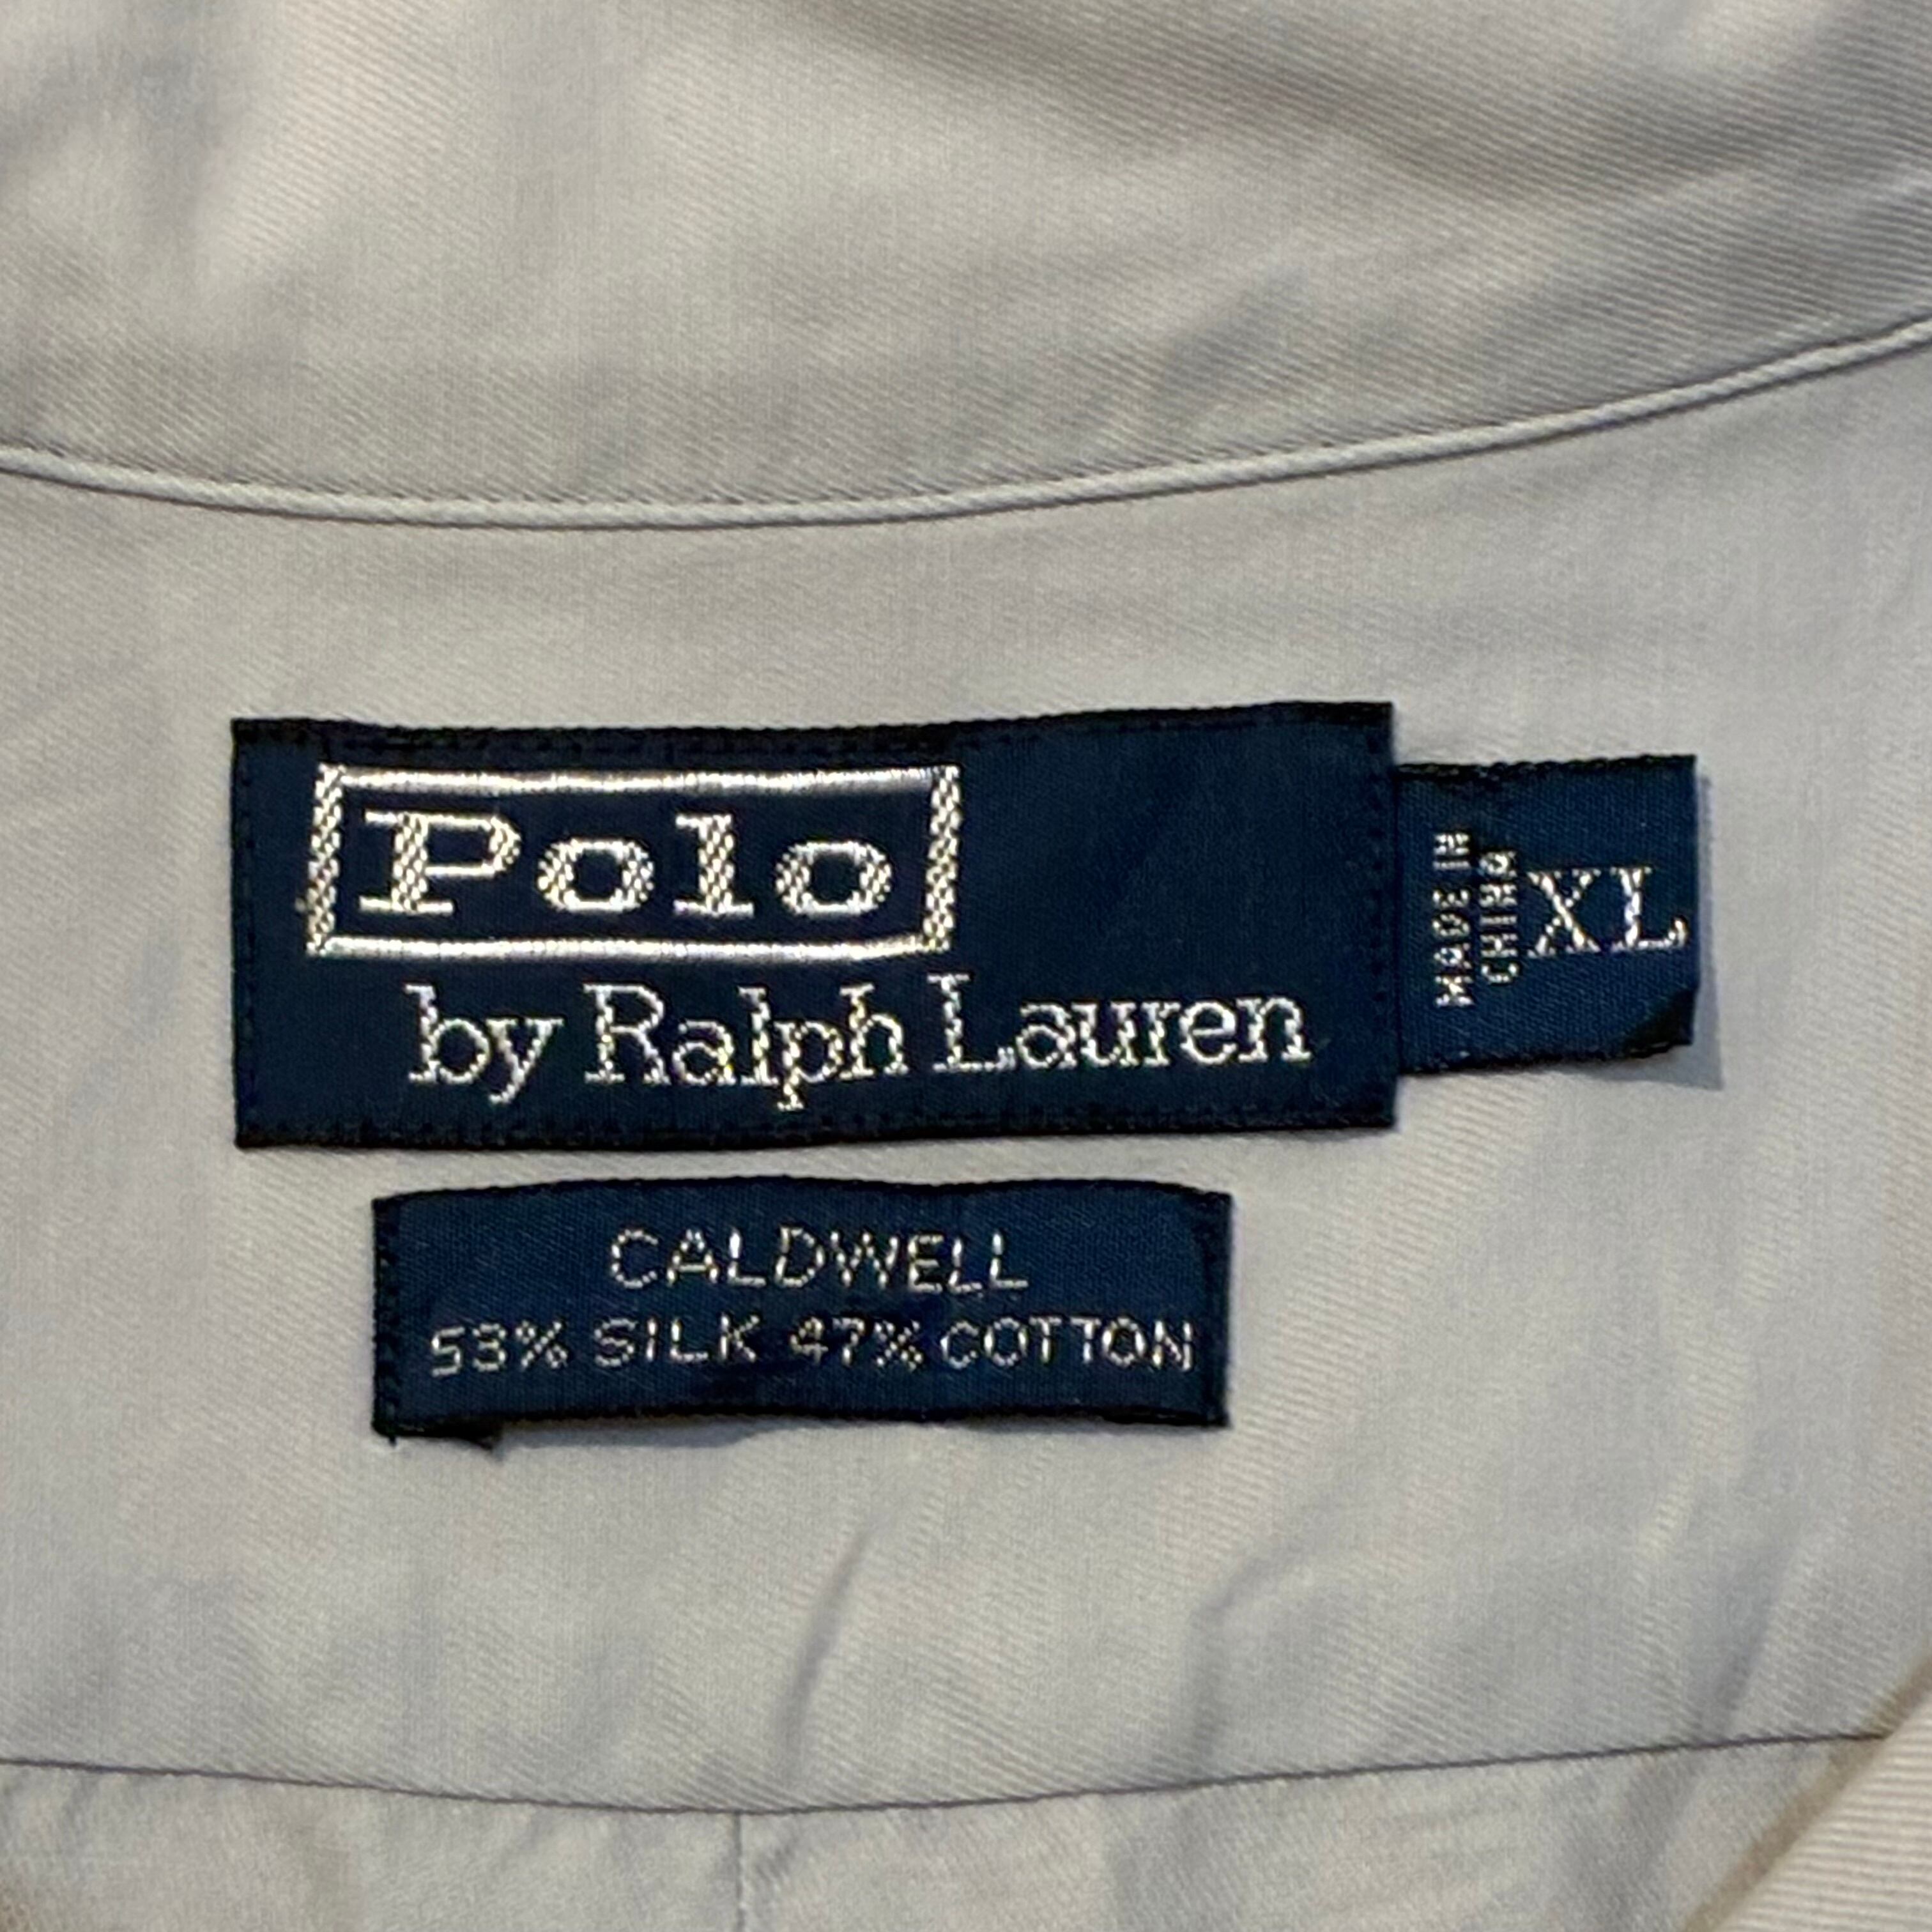 Polo
by Ralph Lauren
MADE IN
CHINA
XL
CALDWELL
53% SILK 47% COTTON